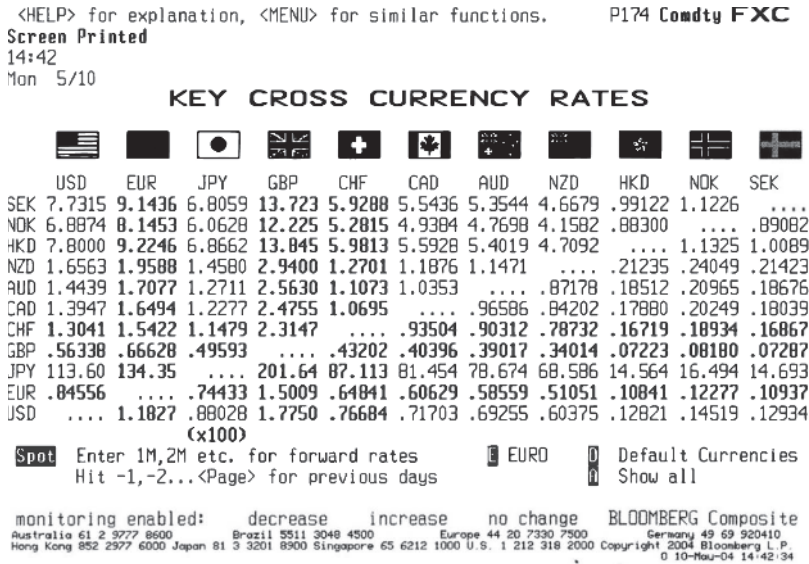 <HELP> for explanation, <MENU> for similar functions. P174 Comdty FXC
Screen Printed
14:42
Mon 5/10
KEY CROSS CURRENCY RATES
USD EUR JPY GBP CHF CAD AUD NZD HKD NOK SEK
SEK 7.7315 9.1436 6.8059 13.723 5.9288 5.5436 5.3544 4.6679 .99122 1.1226 ....
NOK 6.8874 8.1453 6.0628 12.225 5.2815 4.9384 4.7698 4.1582 .88300 .... .89082
HKD 7.8000 9.2246 6.8662 13.845 5.9813 5.5928 5.4019 4.7092 .... 1.1325 1.0089
NZD 1.6563 1.9588 1.4580 2.9400 1.2701 1.1876 1.1471 .... .21235 .24049 .21423
AUD 1.4439 1.7077 1.2711 2.5630 1.1073 1.0353 .... .87178 .18512 .20965 .18676
CAD 1.3947 1.6494 1.2277 2.4755 1.0695 .... .96586 .84202 .17880 .20249 .18039
CHF 1.3041 1.5422 1.1479 2.3147 .... .93504 .90312 .78732 .16719 .18934 .16867
GBP .56338 .66628 .49593 .... .43202 .40396 .39017 .34014 .07223 .08180 .07287
JPY 113.60 134.35 .... 201.64 87.113 81.454 78.674 68.586 14.564 16.494 14.693
EUR .84556 .... .74433 1.5009 .64841 .60629 .58559 .51051 .10841 .12277 .10937
USD .... 1.1827 .88028 1.7750 .76684 .71703 .69255 .60375 .12821 .14519 .12934
(x100)
Spot Enter 1M,2M etc. for forward rates E EURO D Default Currencies
Hit -1,-2...<Page> for previous days A Show all
monitoring enabled: decrease increase no change BLOOMBERG Composite
Australia 61 2 9777 8600 Brazil 5511 3048 4500 Europe 44 20 7330 7500 Germany 49 69 920410
Hong Kong 852 2977 6000 Japan 81 3 3201 8900 Singapore 65 6212 1000 U.S. 1 212 318 2000 Copyright 2004 Bloomberg L.P.
0 10-May-04 14:42:34